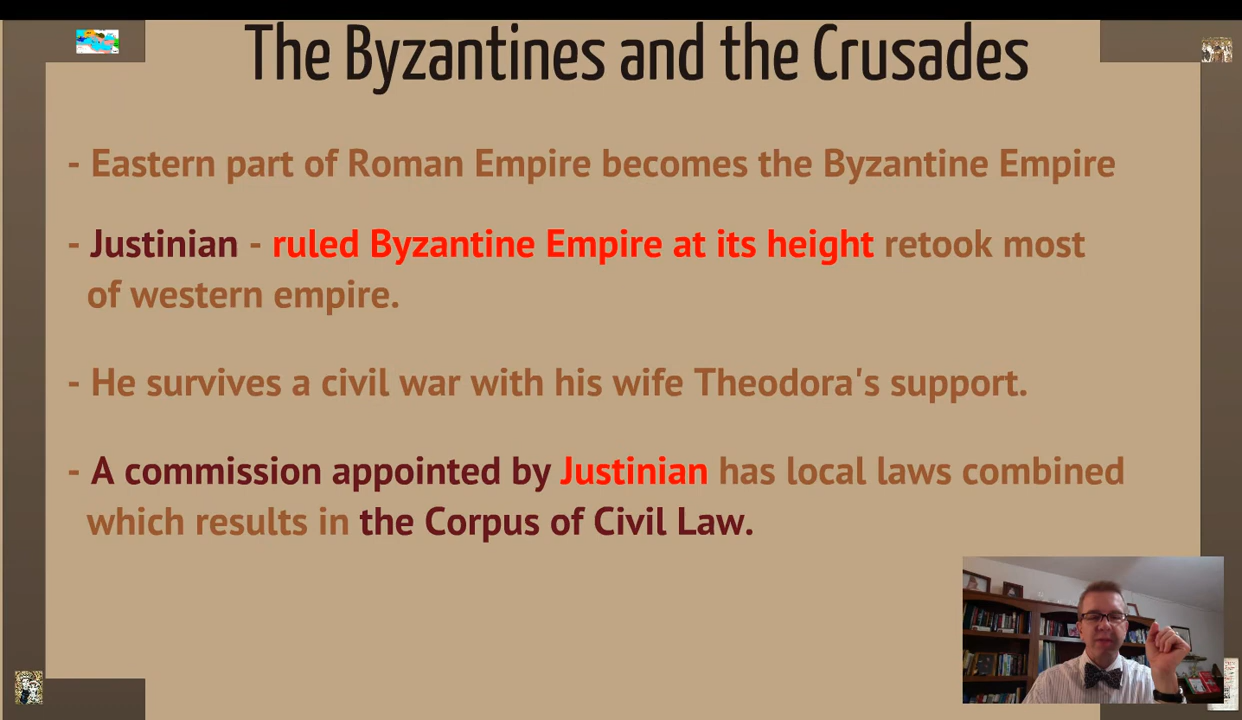 The Byzantines and the Crusades
- Eastern part of Roman Empire becomes the Byzantine Empire
- Justinian - ruled Byzantine Empire at its height retook most
of western empire.
- He survives a civil war with his wife Theodora's support.
- A commission appointed by Justinian has local laws combined
which results in the Corpus of Civil Law.